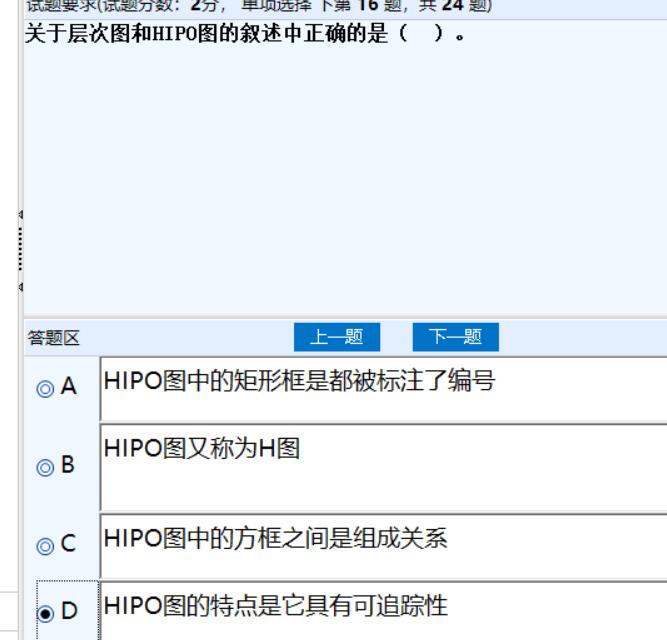 试题要求(试题分数：2分， 单项选择 下第 16 题，共 24 题)
关于层次图和HIPO图的叙述中正确的是（　）。
答题区 上一题 下一题
A HIPO图中的矩形框是都被标注了编号
B HIPO图又称为H图
C HIPO图中的方框之间是组成关系
D HIPO图的特点是它具有可追踪性